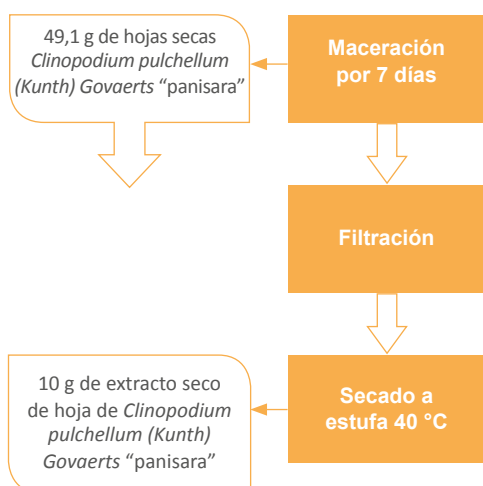 49,1 g de hojas secas
Clinopodium pulchellum
(Kunth) Govaerts “panisara”
Maceración
por 7 días
Filtración
10 g de extracto seco
de hoja de Clinopodium
pulchellum (Kunth)
Govaerts “panisara”
Secado a
estufa 40 °C